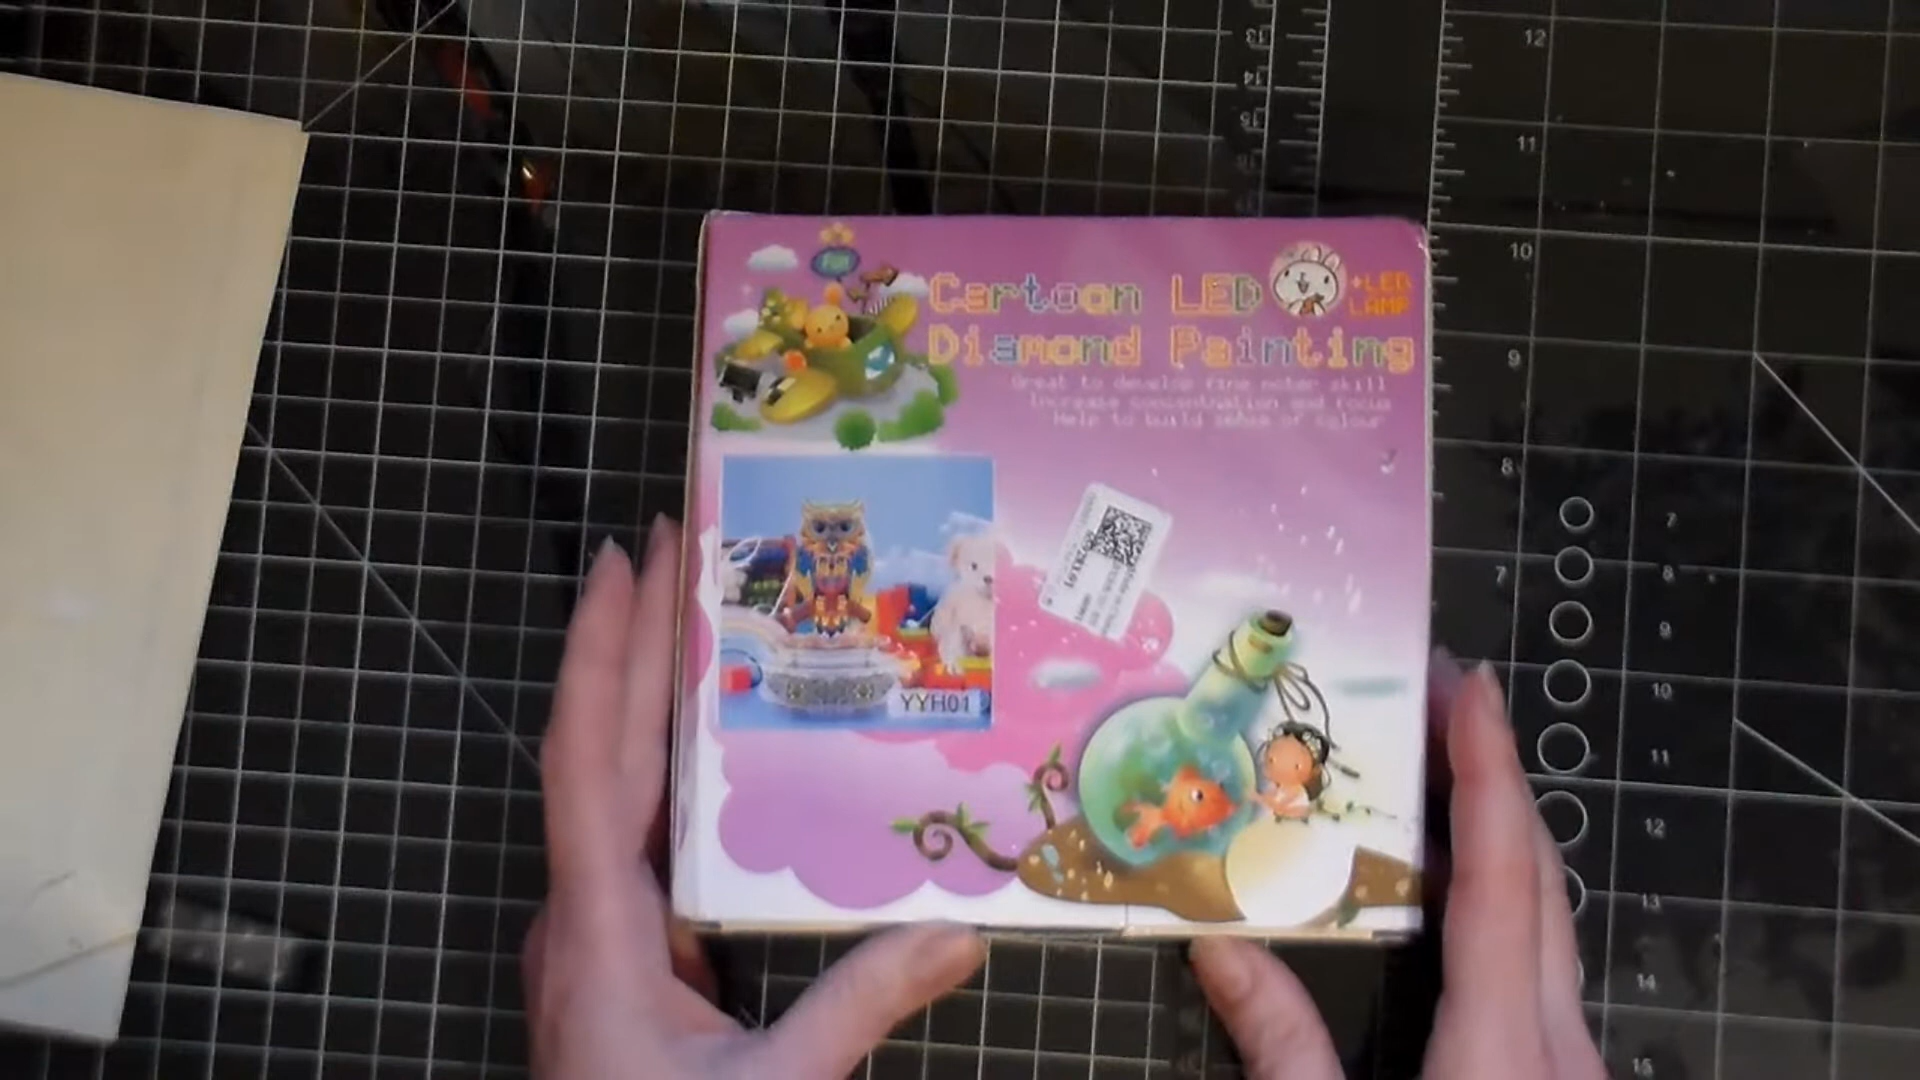 Cartoon LED
+LED
LAMP
Diamond Painting
Great to develop fine motor skill
Increase concentration and focus
Help to build sense of colour
YYH01
13
14
15
12
11
10
9
8
7
7
8
9
10
11
12
13
14
15